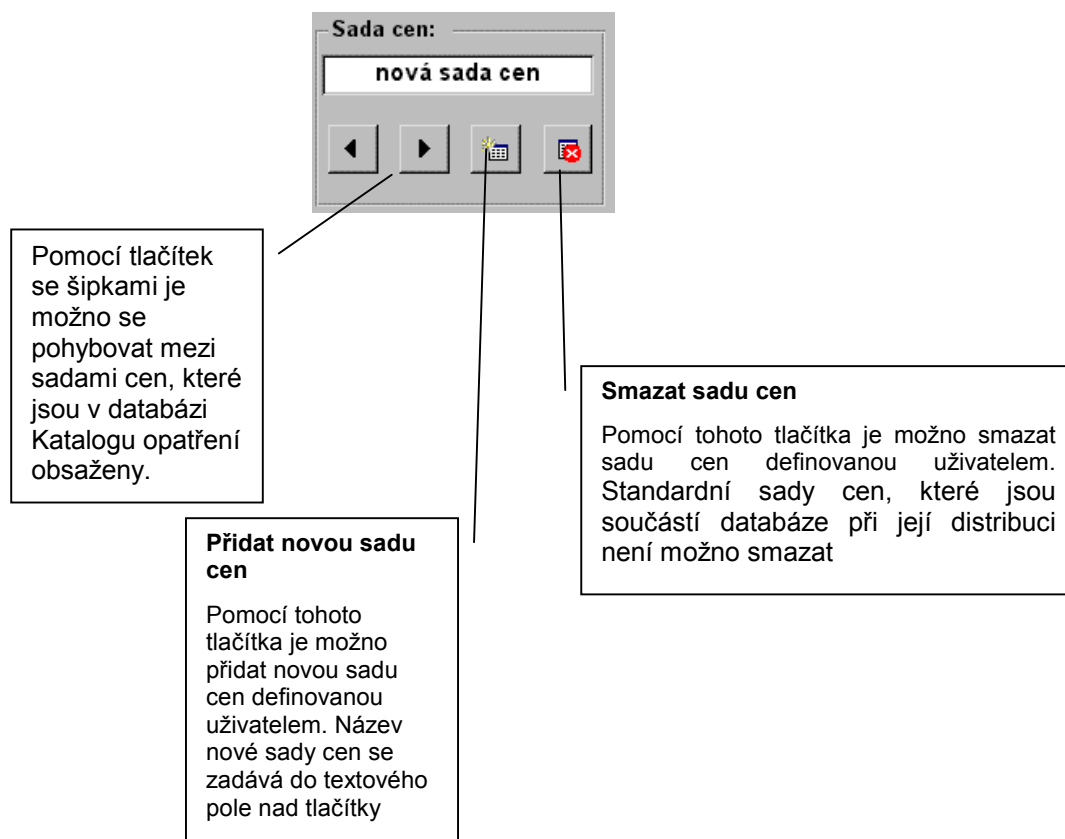 Sada cen:
nová sada cen
Pomocí tlačítek
se šipkami je
možno se
pohybovat mezi
sadami cen, které
jsou v databázi
Katalogu opatření
obsaženy.
Smazat sadu cen
Pomocí tohoto tlačítka je možno smazat
sadu cen definovanou uživatelem.
Standardní sady cen, které jsou
součástí databáze při její distribuci
není možno smazat
Přidat novou sadu
cen
Pomocí tohoto
tlačítka je možno
přidat novou sadu
cen definovanou
uživatelem. Název
nové sady cen se
zadává do textového
pole nad tlačítky